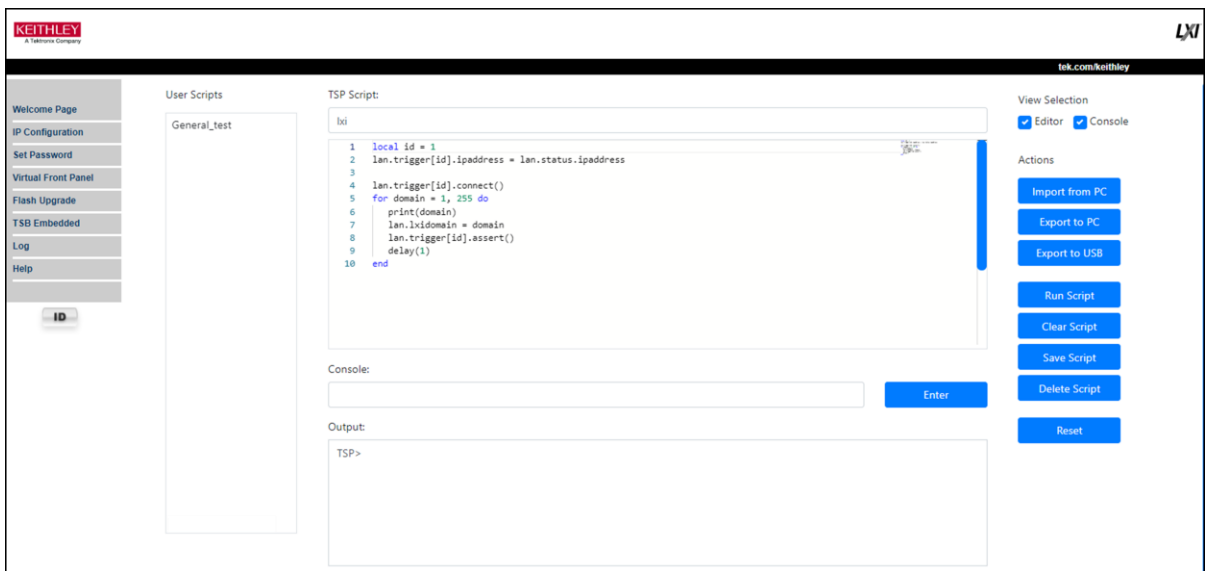 KEITHLEY
A Tektronix Company
LXI
tek.com/keithley
Welcome Page
IP Configuration
Set Password
Virtual Front Panel
Flash Upgrade
TSB Embedded
Log
Help
ID
User Scripts
General_test
TSP Script:
lxi
1 local id = 1
2 lan.trigger[id].ipaddress = lan.status.ipaddress
3
4 lan.trigger[id].connect()
5 for domain = 1, 255 do
6 print(domain)
7 lan.lxidomain = domain
8 lan.trigger[id].assert()
9 delay(1)
10 end
Console:
Enter
Output:
TSP>
View Selection
Editor Console
Actions
Import from PC
Export to PC
Export to USB
Run Script
Clear Script
Save Script
Delete Script
Reset